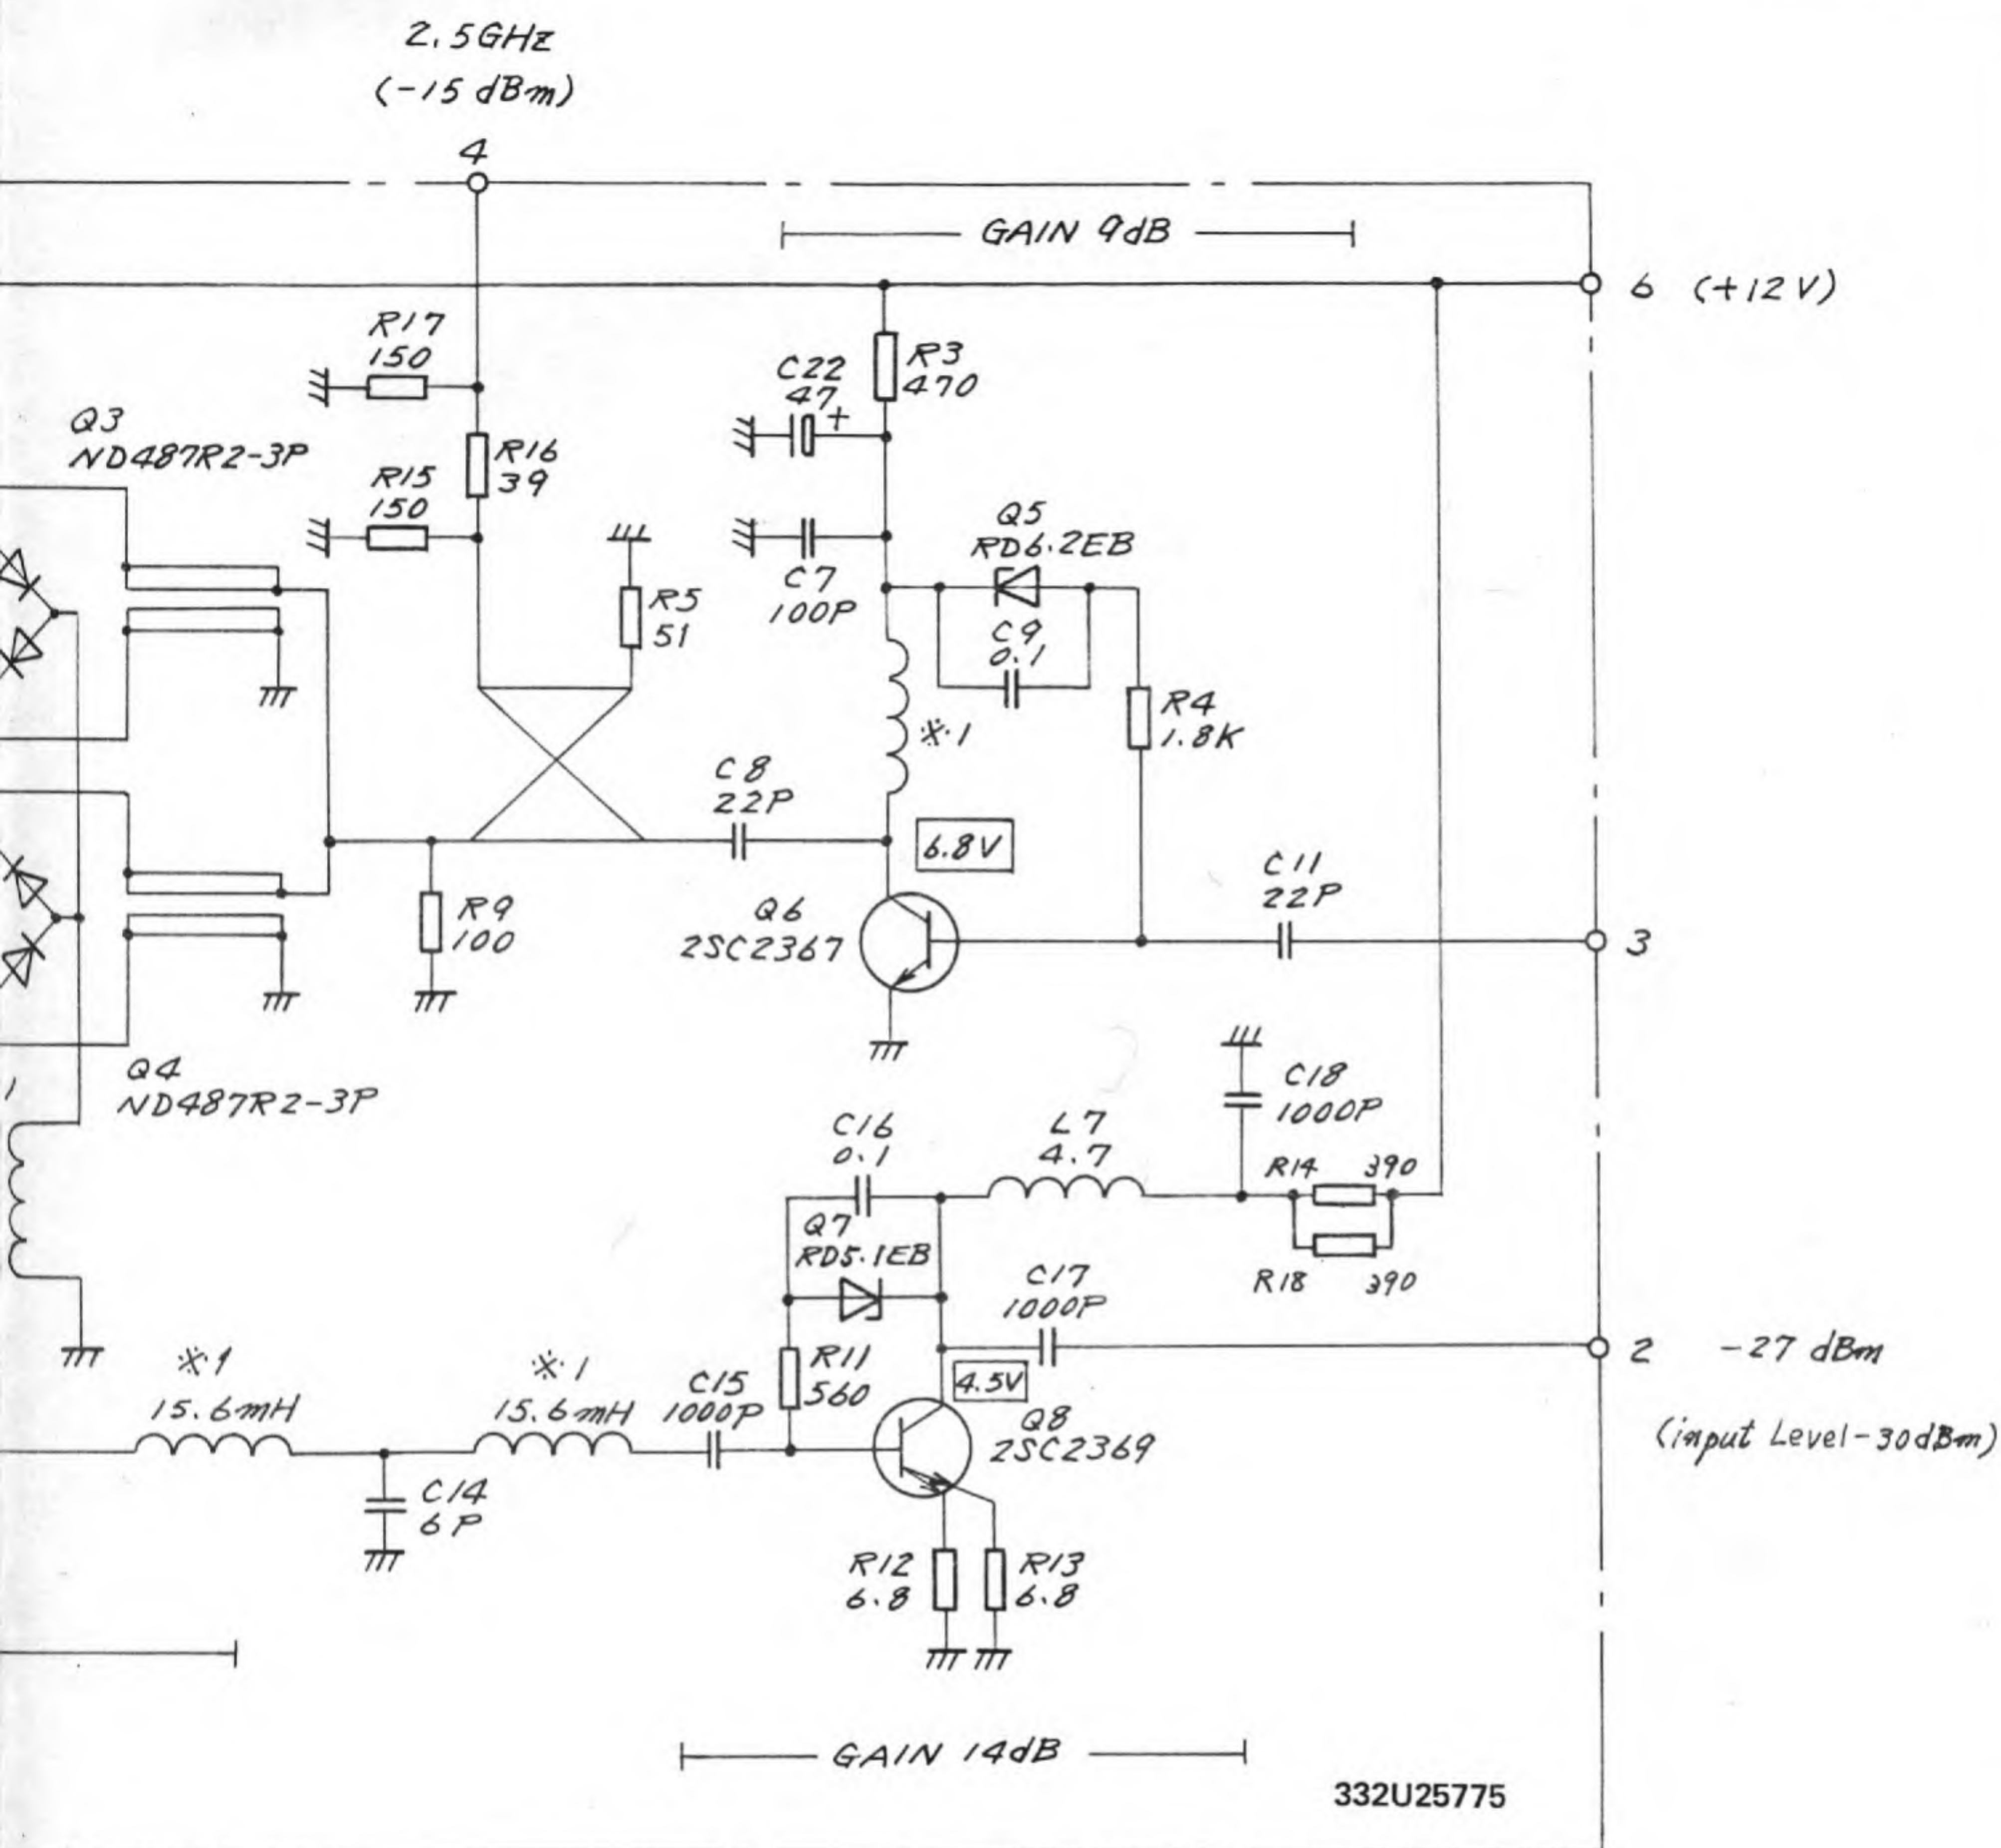 2.5GHz
(-15 dBm)
4
GAIN 9dB
6 (+12V)
R17
150
C22
47
+
R3
470
Q3
ND487R2-3P
R16
39
R15
150
Q5
RD6.2EB
C7
100P
R5
51
C9
0.1
R4
1.8K
※1
C8
22P
6.8V
C11
22P
R9
100
Q6
2SC2367
3
Q4
ND487R2-3P
C18
1000P
C16
0.1
L7
4.7
R14 390
Q7
RD5.1EB
R18 390
C17
1000P
2 -27 dBm
※1
15.6mH
※1
15.6mH
C15
1000P
R11
560
4.5V
Q8
2SC2369
(input Level-30dBm)
C14
6P
R12
6.8
R13
6.8
GAIN 14dB
332U25775